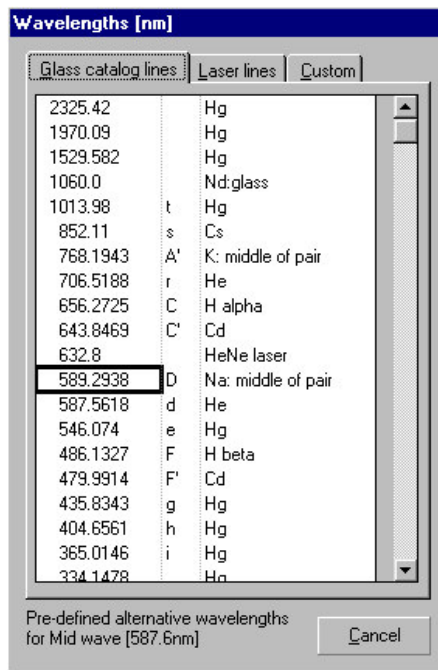 Wavelengths [nm]
Glass catalog lines Laser lines Custom
2325.42 Hg
1970.09 Hg
1529.582 Hg
1060.0 Nd:glass
1013.98 t Hg
852.11 s Cs
768.1943 A' K: middle of pair
706.5188 r He
656.2725 C H alpha
643.8469 C' Cd
632.8 HeNe laser
589.2938 D Na: middle of pair
587.5618 d He
546.074 e Hg
486.1327 F H beta
479.9914 F' Cd
435.8343 g Hg
404.6561 h Hg
365.0146 i Hg
334.1478 Hg
Pre-defined alternative wavelengths
for Mid wave [587.6nm]
Cancel